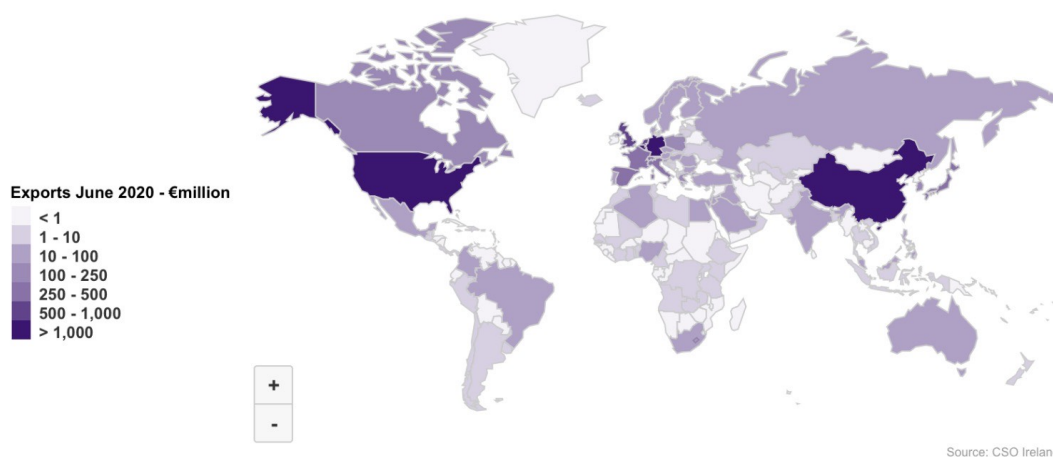 Exports June 2020 - €million
< 1
1 - 10
10 - 100
100 - 250
250 - 500
500 - 1,000
> 1,000
+
-
Source: CSO Irelan